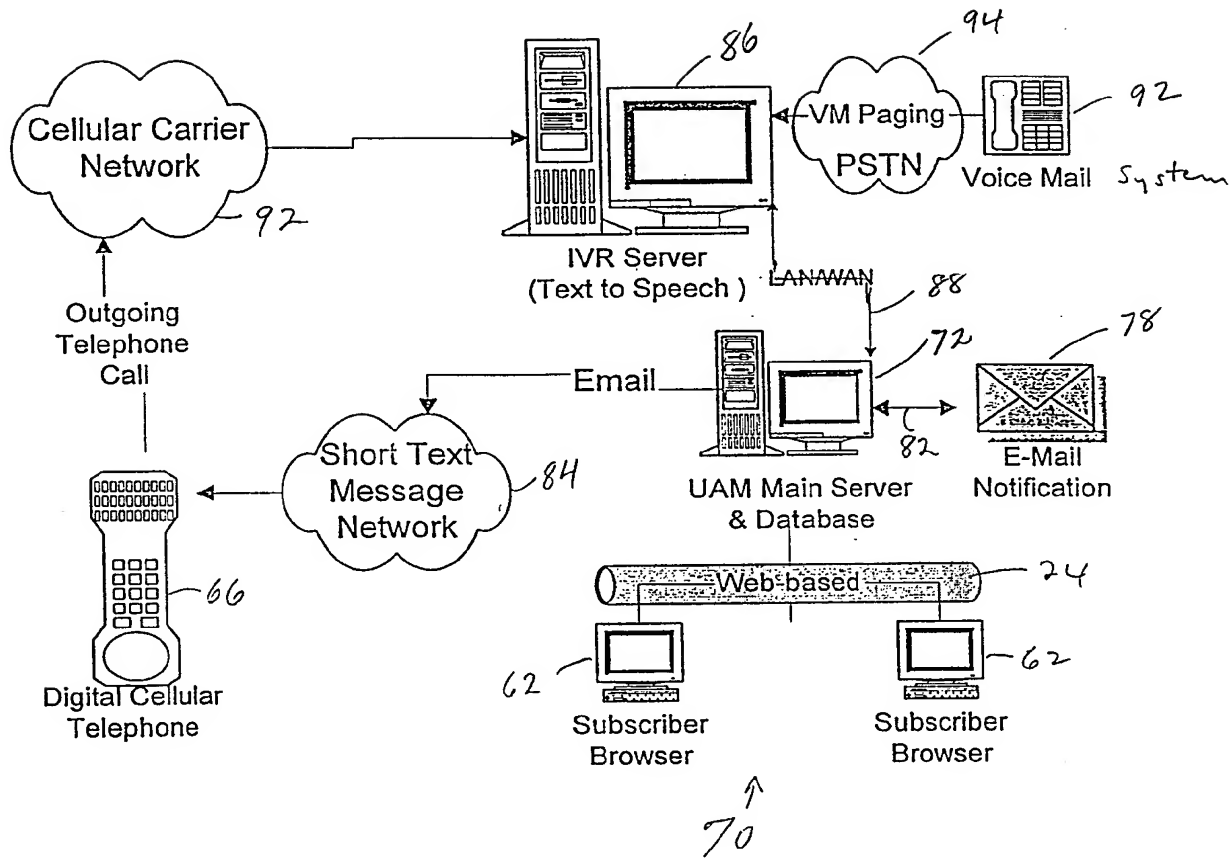 94
86
VM Paging
PSTN
92
Voice Mail System
Cellular Carrier
Network
92
IVR Server
(Text to Speech )
LANWAN
88
Outgoing
Telephone
Call
72
78
Email
82
E-Mail
Notification
Short Text
Message
Network
84
UAM Main Server
& Database
66
24
Web-based
62
62
Digital Cellular
Telephone
Subscriber
Browser
Subscriber
Browser
70